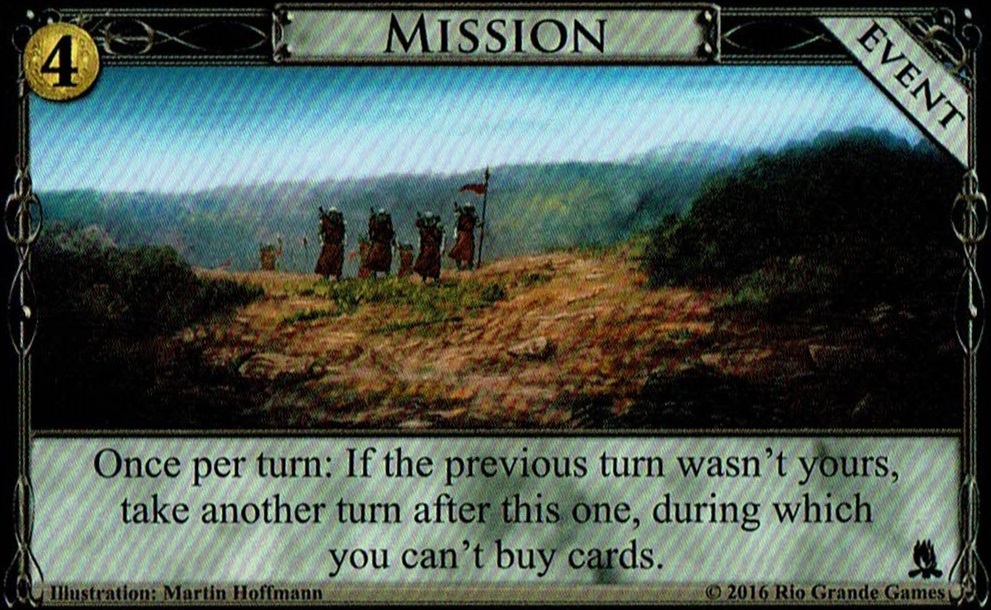 MISSION
4
EVENT
Once per turn: If the previous turn wasn't yours,
take another turn after this one, during which
you can't buy cards.
Illustration: Martin Hoffmann
© 2016 Rio Grande Games